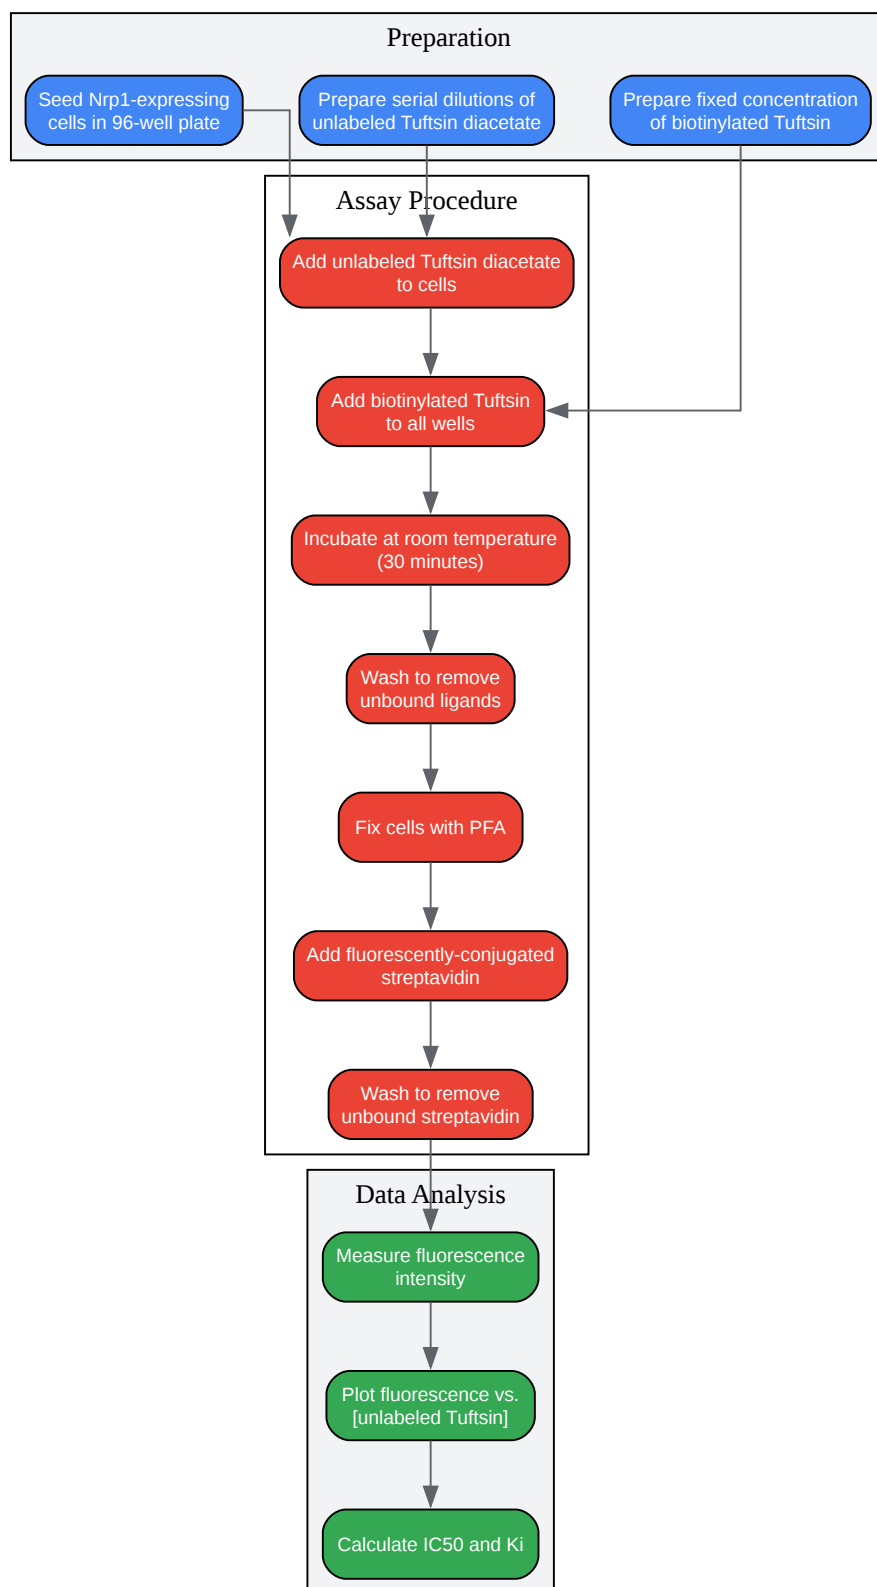 Preparation
Seed Nrp1-expressing
cells in 96-well plate
Prepare serial dilutions of
unlabeled Tuftsin diacetate
Prepare fixed concentration
of biotinylated Tuftsin
Assay Procedure
Add unlabeled Tuftsin diacetate
to cells
Add biotinylated Tuftsin
to all wells
Incubate at room temperature
(30 minutes)
Wash to remove
unbound ligands
Fix cells with PFA
Add fluorescently-conjugated
streptavidin
Wash to remove
unbound streptavidin
Data Analysis
Measure fluorescence
intensity
Plot fluorescence vs.
[unlabeled Tuftsin]
Calculate IC50 and Ki